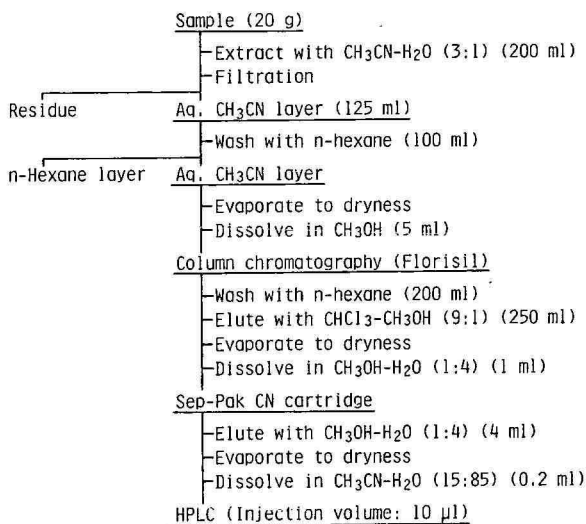 Sample (20 g)
Extract with CH3CN-H2O (3:1) (200 ml)
Filtration
Residue Aq. CH3CN layer (125 ml)
Wash with n-hexane (100 ml)
n-Hexane layer Aq. CH3CN layer
Evaporate to dryness
Dissolve in CH3OH (5 ml)
Column chromatography (Florisil)
Wash with n-hexane (200 ml)
Elute with CHCl3-CH3OH (9:1) (250 ml)
Evaporate to dryness
Dissolve in CH3OH-H2O (1:4) (1 ml)
Sep-Pak CN cartridge
Elute with CH3OH-H2O (1:4) (4 ml)
Evaporate to dryness
Dissolve in CH3CN-H2O (15:85) (0.2 ml)
HPLC (Injection volume: 10 µl)